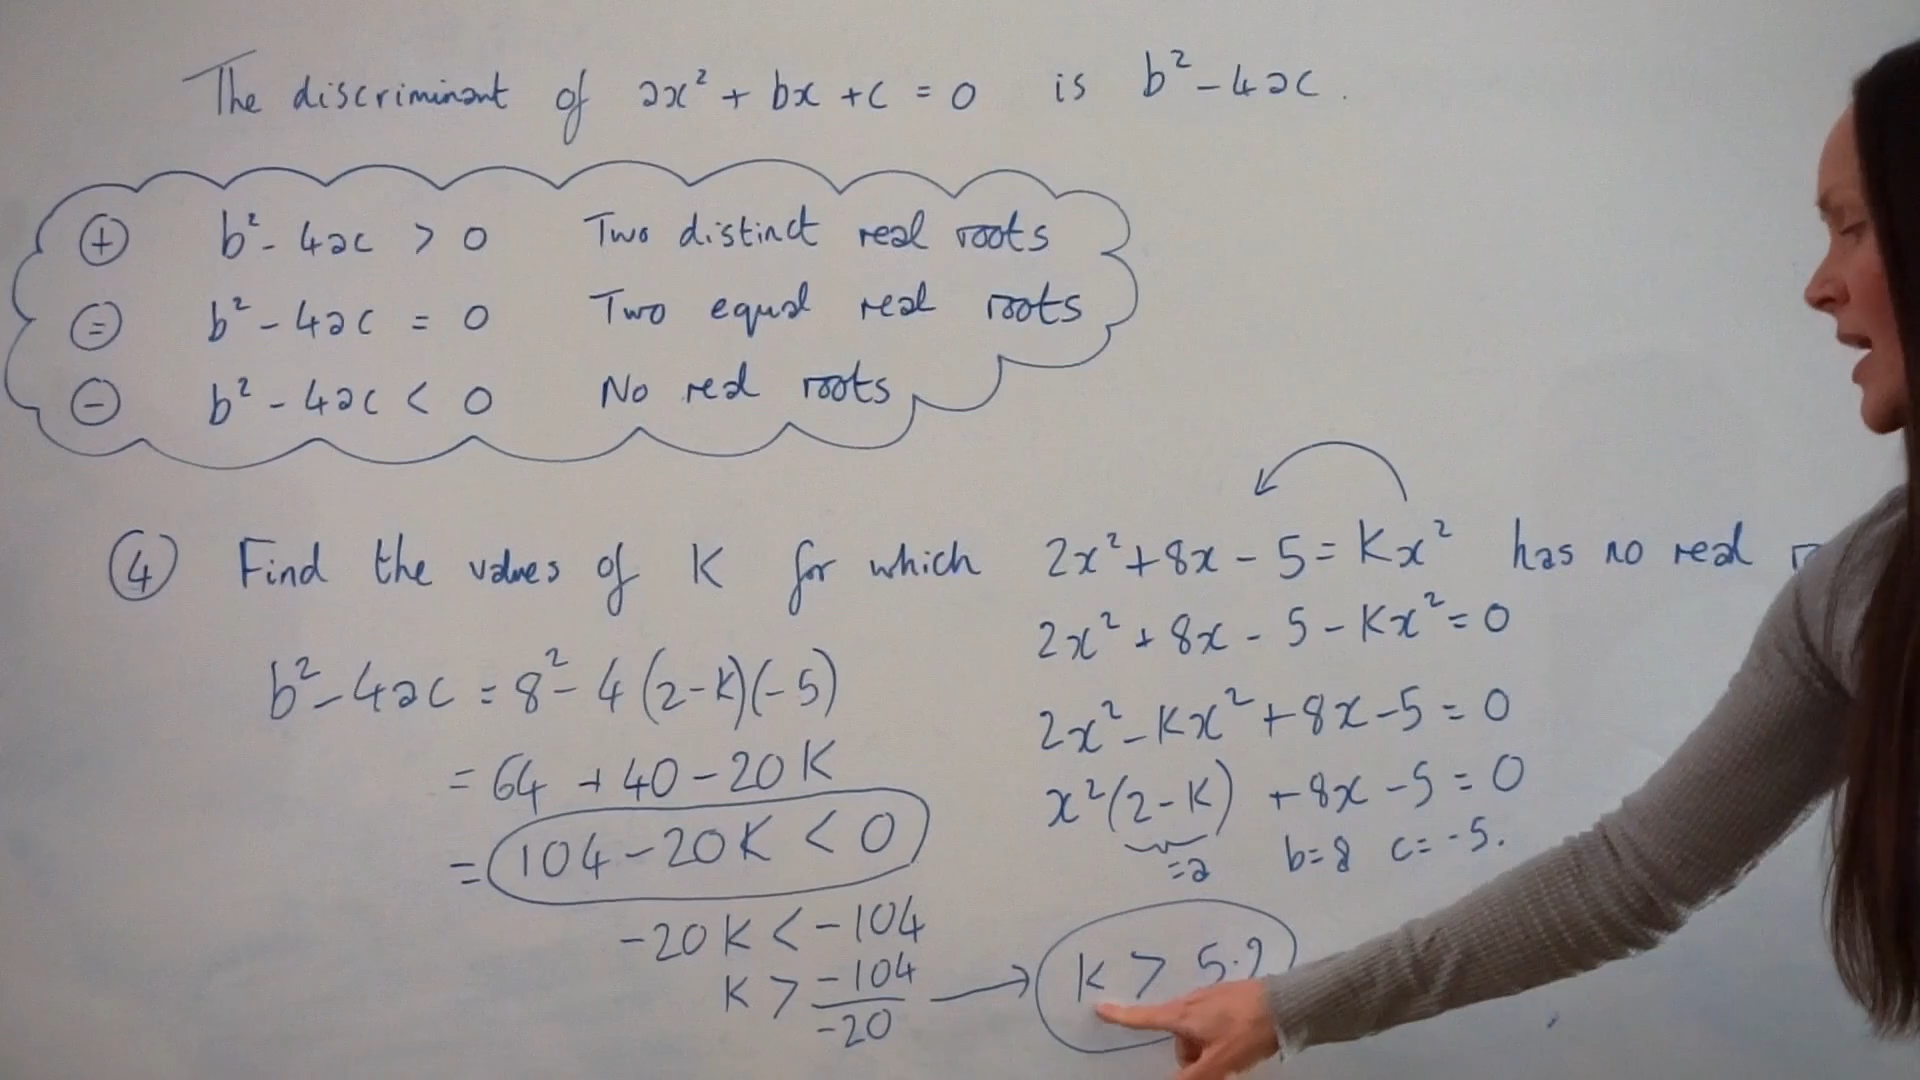 The discriminant of ax² + bx + c = 0 is b² - 4ac.
+ b² - 4ac > 0 Two distinct real roots
= b² - 4ac = 0 Two equal real roots
- b² - 4ac < 0 No real roots
4 Find the values of K for which 2x² + 8x - 5 = Kx² has no real
2x² + 8x - 5 - Kx² = 0
b² - 4ac = 8² - 4(2-K)(-5)
2x² - Kx² + 8x - 5 = 0
= 64 + 40 - 20K
x²(2-K) + 8x - 5 = 0
= 104 - 20K < 0
=a b=8 c=-5.
-20K < -104
K > -104/-20 → K > 5.2